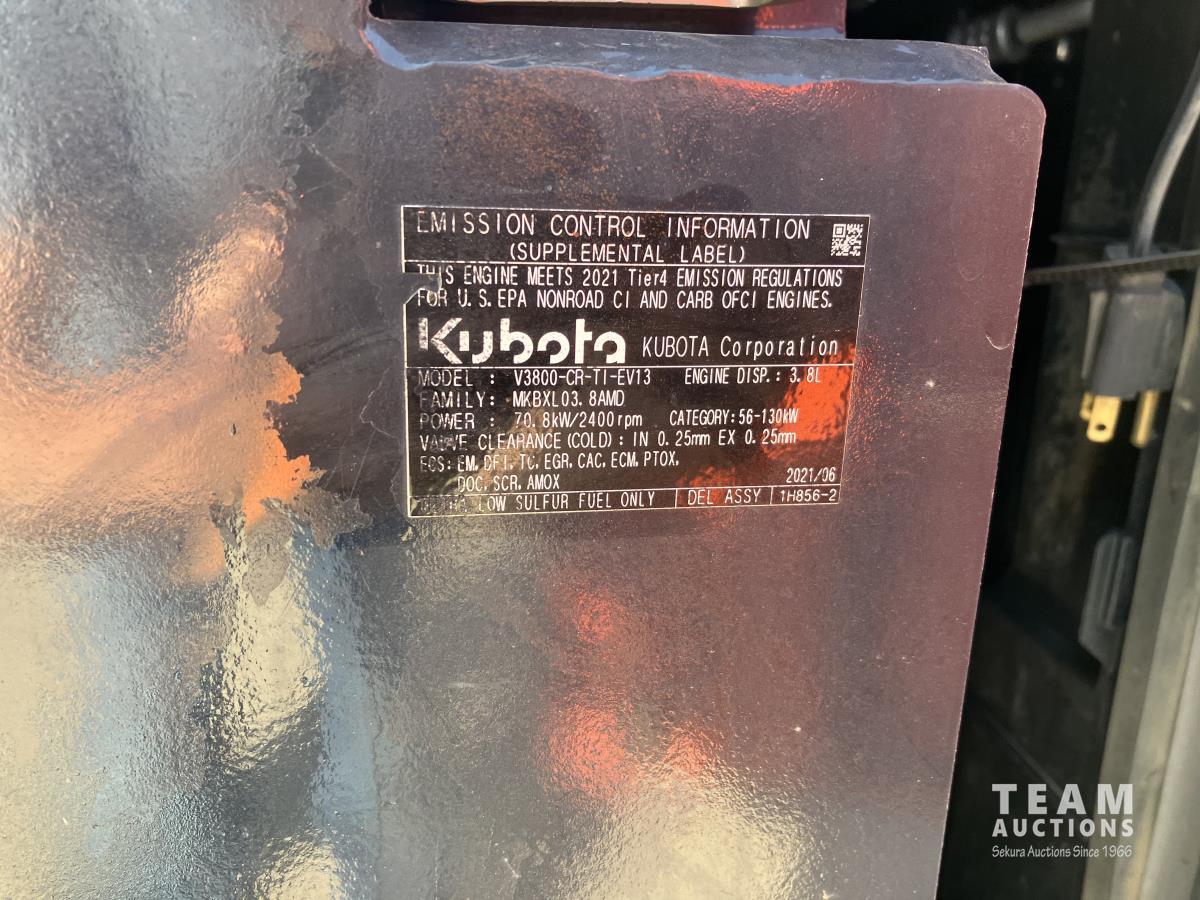 EMISSION CONTROL INFORMATION
(SUPPLEMENTAL LABEL)
THIS ENGINE MEETS 2021 Tier4 EMISSION REGULATIONS
FOR U.S.EPA NONROAD CI AND CARB OFCI ENGINES.
Kubota KUBOTA Corporation
MODEL : V3800-CR-TI-EV13 ENGINE DISP.: 3.8L
FAMILY: MKBXL03.8AMD
POWER : 70.8kW/2400rpm CATEGORY:56-130kW
VALVE CLEARANCE(COLD): IN 0.25mm EX 0.25mm
ECS: EM, DFI, TC, EGR, CAC, ECM, PTOX,
DOC, SCR, AMOX 2021/06
LOW SULFUR FUEL ONLY DEL ASSY 1H856-2
TEAM
AUCTIONS
Sekura Auctions Since 1966